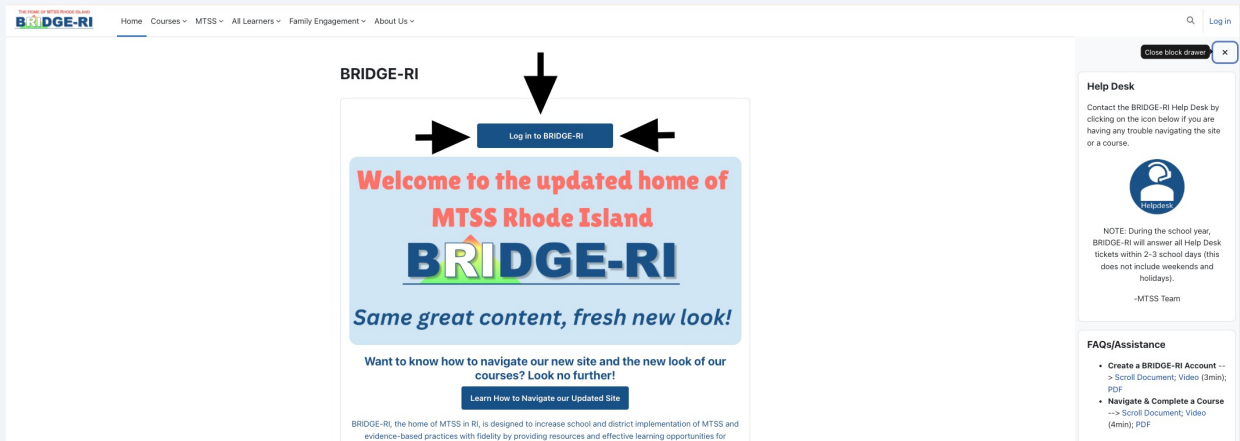 THE HOME OF MTSS RHODE ISLAND
BRIDGE-RI
Home Courses MTSS All Learners Family Engagement About Us
Log in
Close block drawer
BRIDGE-RI
Log in to BRIDGE-RI
Welcome to the updated home of
MTSS Rhode Island
BRIDGE-RI
Same great content, fresh new look!
Want to know how to navigate our new site and the new look of our
courses? Look no further!
Learn How to Navigate our Updated Site
BRIDGE-RI, the home of MTSS in RI, is designed to increase school and district implementation of MTSS and
evidence-based practices with fidelity by providing resources and effective learning opportunities for
Help Desk
Contact the BRIDGE-RI Help Desk by
clicking on the icon below if you are
having any trouble navigating the site
or a course.
Helpdesk
NOTE: During the school year,
BRIDGE-RI will answer all Help Desk
tickets within 2-3 school days (this
does not include weekends and
holidays).
-MTSS Team
FAQs/Assistance
• Create a BRIDGE-RI Account --
> Scroll Document; Video (3min);
PDF
• Navigate & Complete a Course
--> Scroll Document; Video
(4min); PDF